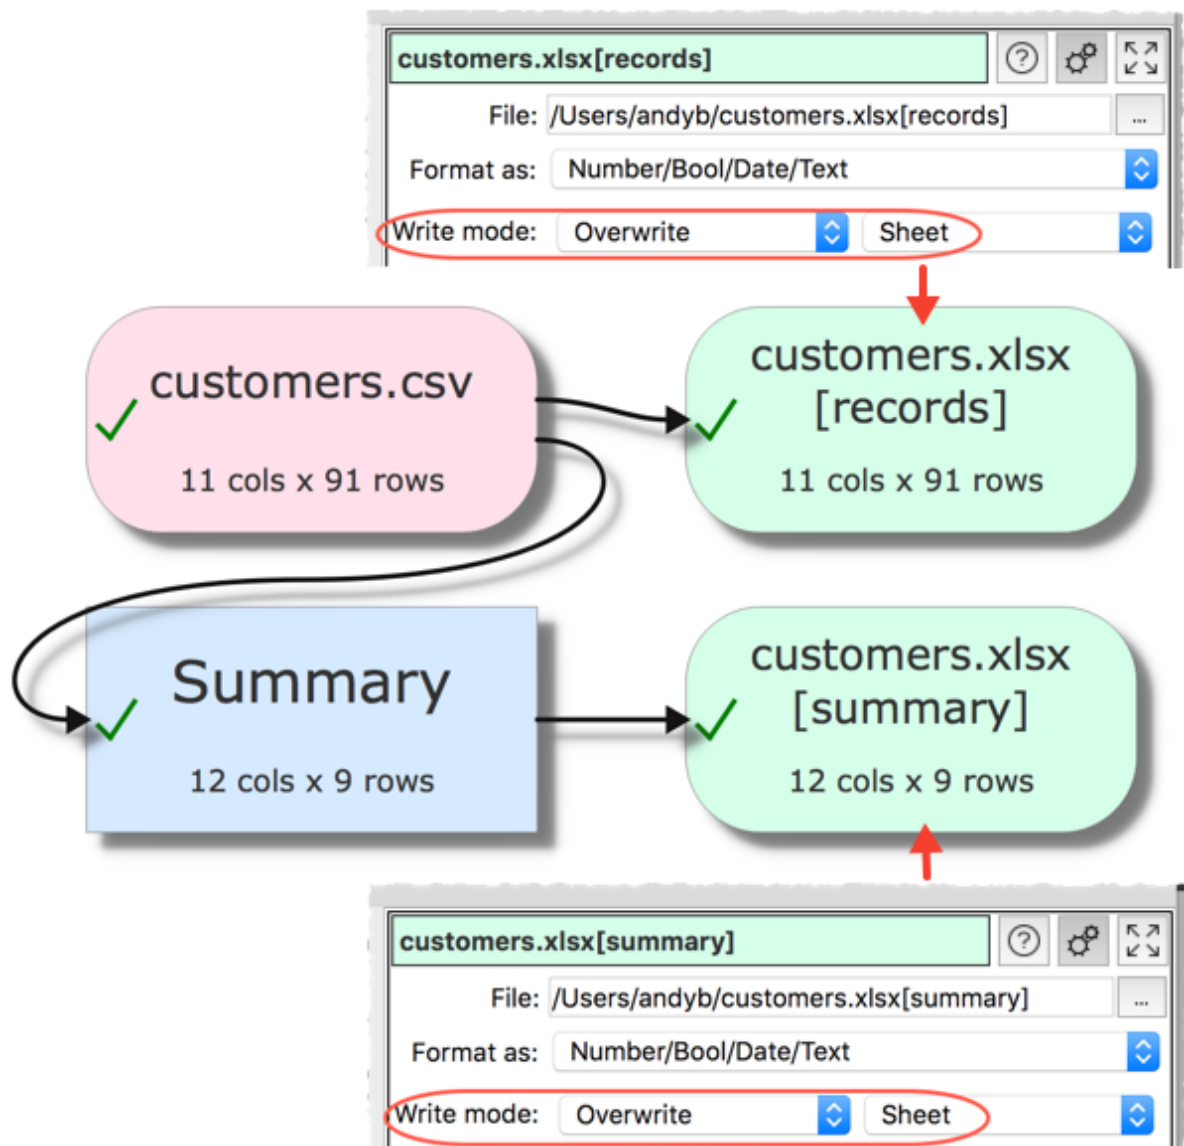 customers.xlsx[records]
File: /Users/andyb/customers.xlsx[records] ...
Format as: Number/Bool/Date/Text
Write mode: Overwrite Sheet
customers.csv
11 cols x 91 rows
customers.xlsx
[records]
11 cols x 91 rows
Summary
12 cols x 9 rows
customers.xlsx
[summary]
12 cols x 9 rows
customers.xlsx[summary]
File: /Users/andyb/customers.xlsx[summary] ...
Format as: Number/Bool/Date/Text
Write mode: Overwrite Sheet